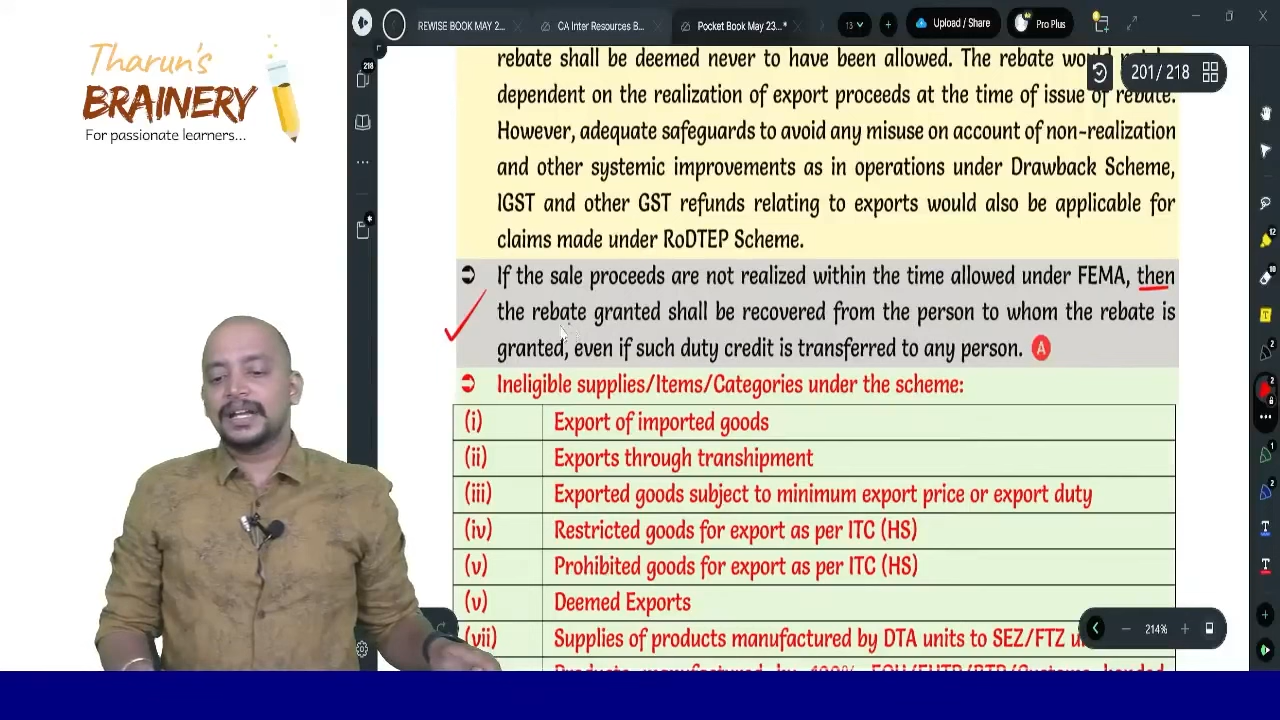 Tharun's
BRAINERY
For passionate learners...
REWISE BOOK MAY 2...
CA Inter Resources B...
Pocket Book May 23...*
13
Upload / Share
Pro Plus
218
201 / 218
rebate shall be deemed never to have been allowed. The rebate would
dependent on the realization of export proceeds at the time of issue of rebate.
However, adequate safeguards to avoid any misuse on account of non-realization
and other systemic improvements as in operations under Drawback Scheme,
IGST and other GST refunds relating to exports would also be applicable for
claims made under RoDTEP Scheme.
If the sale proceeds are not realized within the time allowed under FEMA, then
the rebate granted shall be recovered from the person to whom the rebate is
granted, even if such duty credit is transferred to any person. A
Ineligible supplies/Items/Categories under the scheme:
(i) Export of imported goods
(ii) Exports through transhipment
(iii) Exported goods subject to minimum export price or export duty
(iv) Restricted goods for export as per ITC (HS)
(v) Prohibited goods for export as per ITC (HS)
(v) Deemed Exports
(vii) Supplies of products manufactured by DTA units to SEZ/FTZ
214%